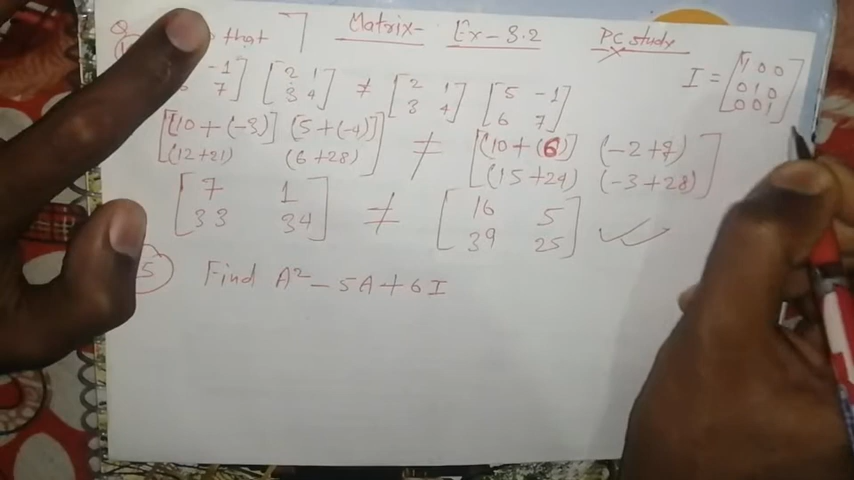 Q that Matrix- Ex-3.2 PC study
-1 2 1 ≠ 2 1 5 -1 I = 1 0 0
7 3 4 3 4 6 7 0 1 0
0 0 1
[(10+(-3)] [5+(-4)] ≠ [(10+(6)] (-2+7)
(12+21) (6+28) (15+24) (-3+28)
7 1 ≠ 16 5
33 34 39 25
5 Find A² - 5A + 6I